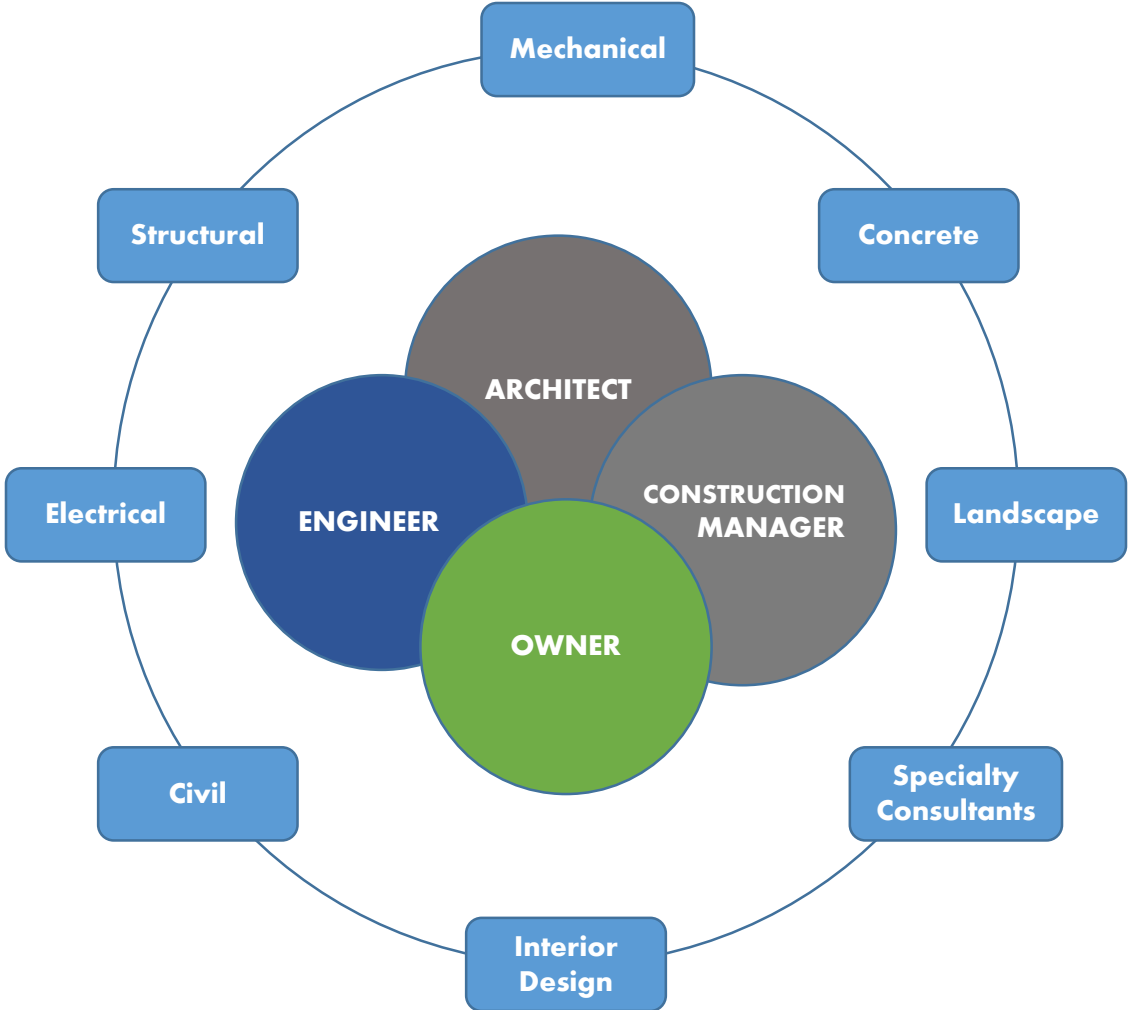 Mechanical
Structural
Concrete
ARCHITECT
CONSTRUCTION
MANAGER
ENGINEER
Electrical
Landscape
OWNER
Civil
Specialty
Consultants
Interior
Design